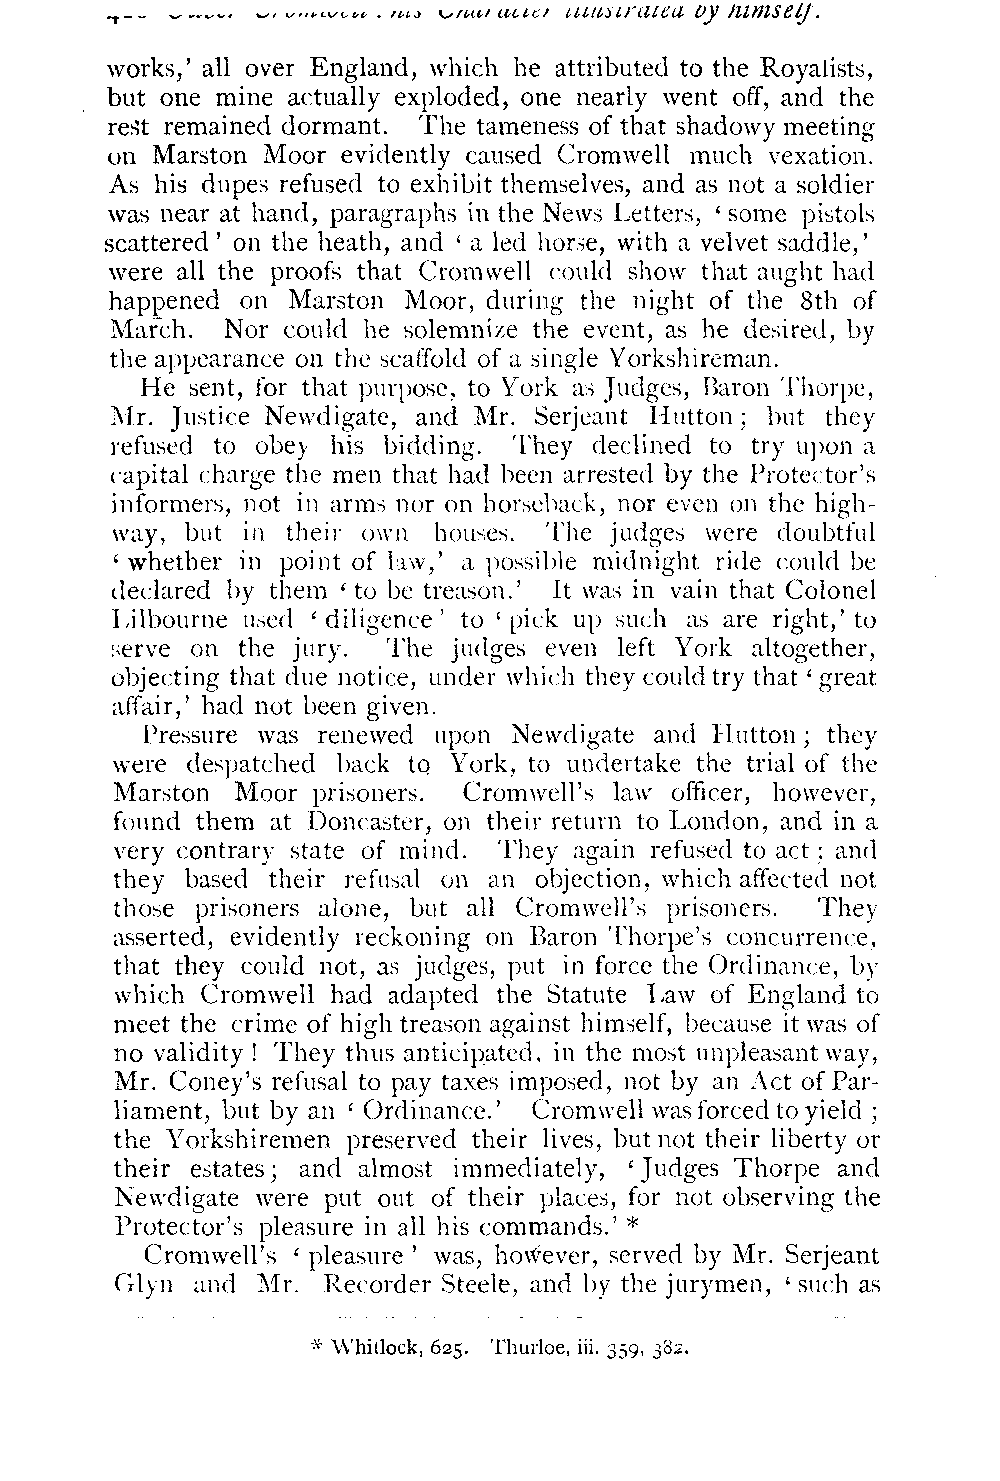 Character illustrated by himself.
works,' all over England, which he attributed to the Royalists,
but one mine actually exploded, one nearly went off, and the
rest remained dormant. The tameness of that shadowy meeting
on Marston Moor evidently caused Cromwell much vexation.
As his dupes refused to exhibit themselves, and as not a soldier
was near at hand, paragraphs in the News Letters, ‘ some pistols
scattered ’ on the heath, and ‘ a led horse, with a velvet saddle,’
were all the proofs that Cromwell could show that aught had
happened on Marston Moor, during the night of the 8th of
March. Nor could he solemnize the event, as he desired, by
the appearance on the scaffold of a single Yorkshireman.
He sent, for that purpose, to York as Judges, Baron Thorpe,
Mr. Justice Newdigate, and Mr. Serjeant Hutton ; but they
refused to obey his bidding. They declined to try upon a
capital charge the men that had been arrested by the Protector's
informers, not in arms nor on horseback, nor even on the high-
way, but in their own houses. The judges were doubtful
‘ whether in point of law,’ a possible midnight ride could be
declared by them ‘ to be treason.’ It was in vain that Colonel
Lilbourne used ‘ diligence ’ to ‘ pick up such as are right,’ to
serve on the jury. The judges even left York altogether,
objecting that due notice, under which they could try that ‘ great
affair,’ had not been given.
Pressure was renewed upon Newdigate and Hutton ; they
were despatched back to York, to undertake the trial of the
Marston Moor prisoners. Cromwell's law officer, however,
found them at Doncaster, on their return to London, and in a
very contrary state of mind. They again refused to act ; and
they based their refusal on an objection, which affected not
those prisoners alone, but all Cromwell's prisoners. They
asserted, evidently reckoning on Baron Thorpe's concurrence,
that they could not, as judges, put in force the Ordinance, by
which Cromwell had adapted the Statute Law of England to
meet the crime of high treason against himself, because it was of
no validity ! They thus anticipated, in the most unpleasant way,
Mr. Coney's refusal to pay taxes imposed, not by an Act of Par-
liament, but by an ‘ Ordinance.’ Cromwell was forced to yield ;
the Yorkshiremen preserved their lives, but not their liberty or
their estates ; and almost immediately, ‘ Judges Thorpe and
Newdigate were put out of their places, for not observing the
Protector's pleasure in all his commands.’ *
Cromwell's ‘ pleasure ’ was, however, served by Mr. Serjeant
Glyn and Mr. Recorder Steele, and by the jurymen, ‘ such as
* Whitlock, 625. Thurloe, iii. 359, 382.